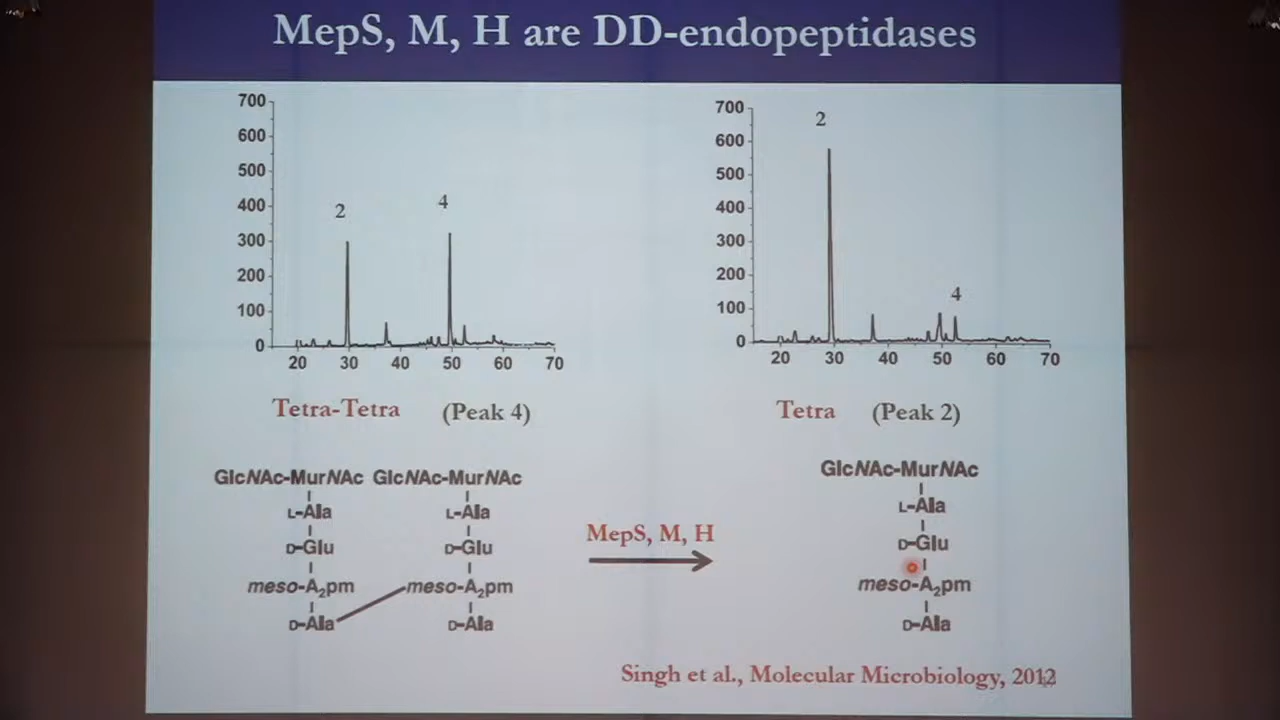 MepS, M, H are DD-endopeptidases
700
600
500
400
300
200
100
0
20 30 40 50 60 70
2
4
700
600
500
400
300
200
100
0
20 30 40 50 60 70
2
4
Tetra-Tetra (Peak 4)
Tetra (Peak 2)
GlcNAc-MurNAc GlcNAc-MurNAc
L-Ala L-Ala
D-Glu D-Glu
meso-A₂pm meso-A₂pm
D-Ala D-Ala
MepS, M, H
GlcNAc-MurNAc
L-Ala
D-Glu
meso-A₂pm
D-Ala
Singh et al., Molecular Microbiology, 2012